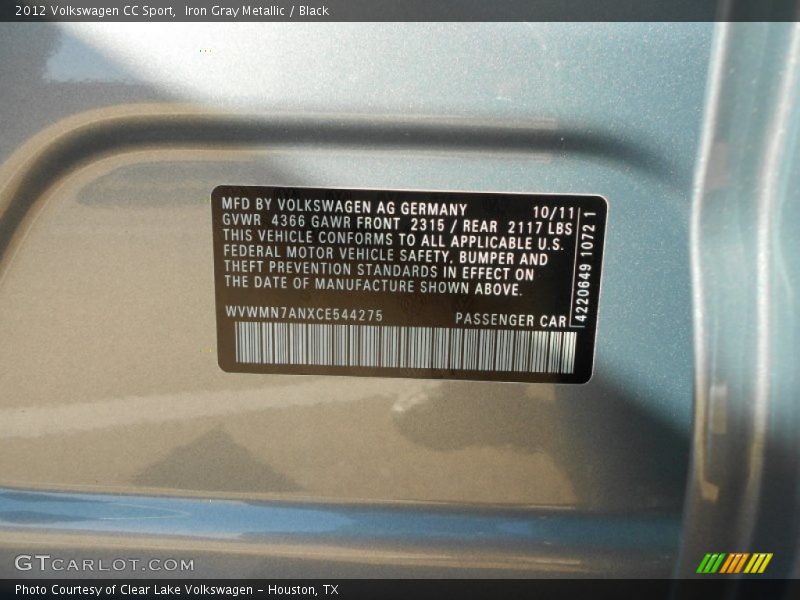 2012 Volkswagen CC Sport,  Iron Gray Metallic / Black
MFD BY VOLKSWAGEN AG GERMANY 10/11
GVWR 4366 GAWR FRONT 2315 / REAR 2117 LBS
THIS VEHICLE CONFORMS TO ALL APPLICABLE U.S.
FEDERAL MOTOR VEHICLE SAFETY, BUMPER AND
THEFT PREVENTION STANDARDS IN EFFECT ON
THE DATE OF MANUFACTURE SHOWN ABOVE.
WVWMN7ANXCE544275 PASSENGER CAR
4220649 1072 1
GTCARLOT.COM
Photo Courtesy of Clear Lake Volkswagen - Houston, TX